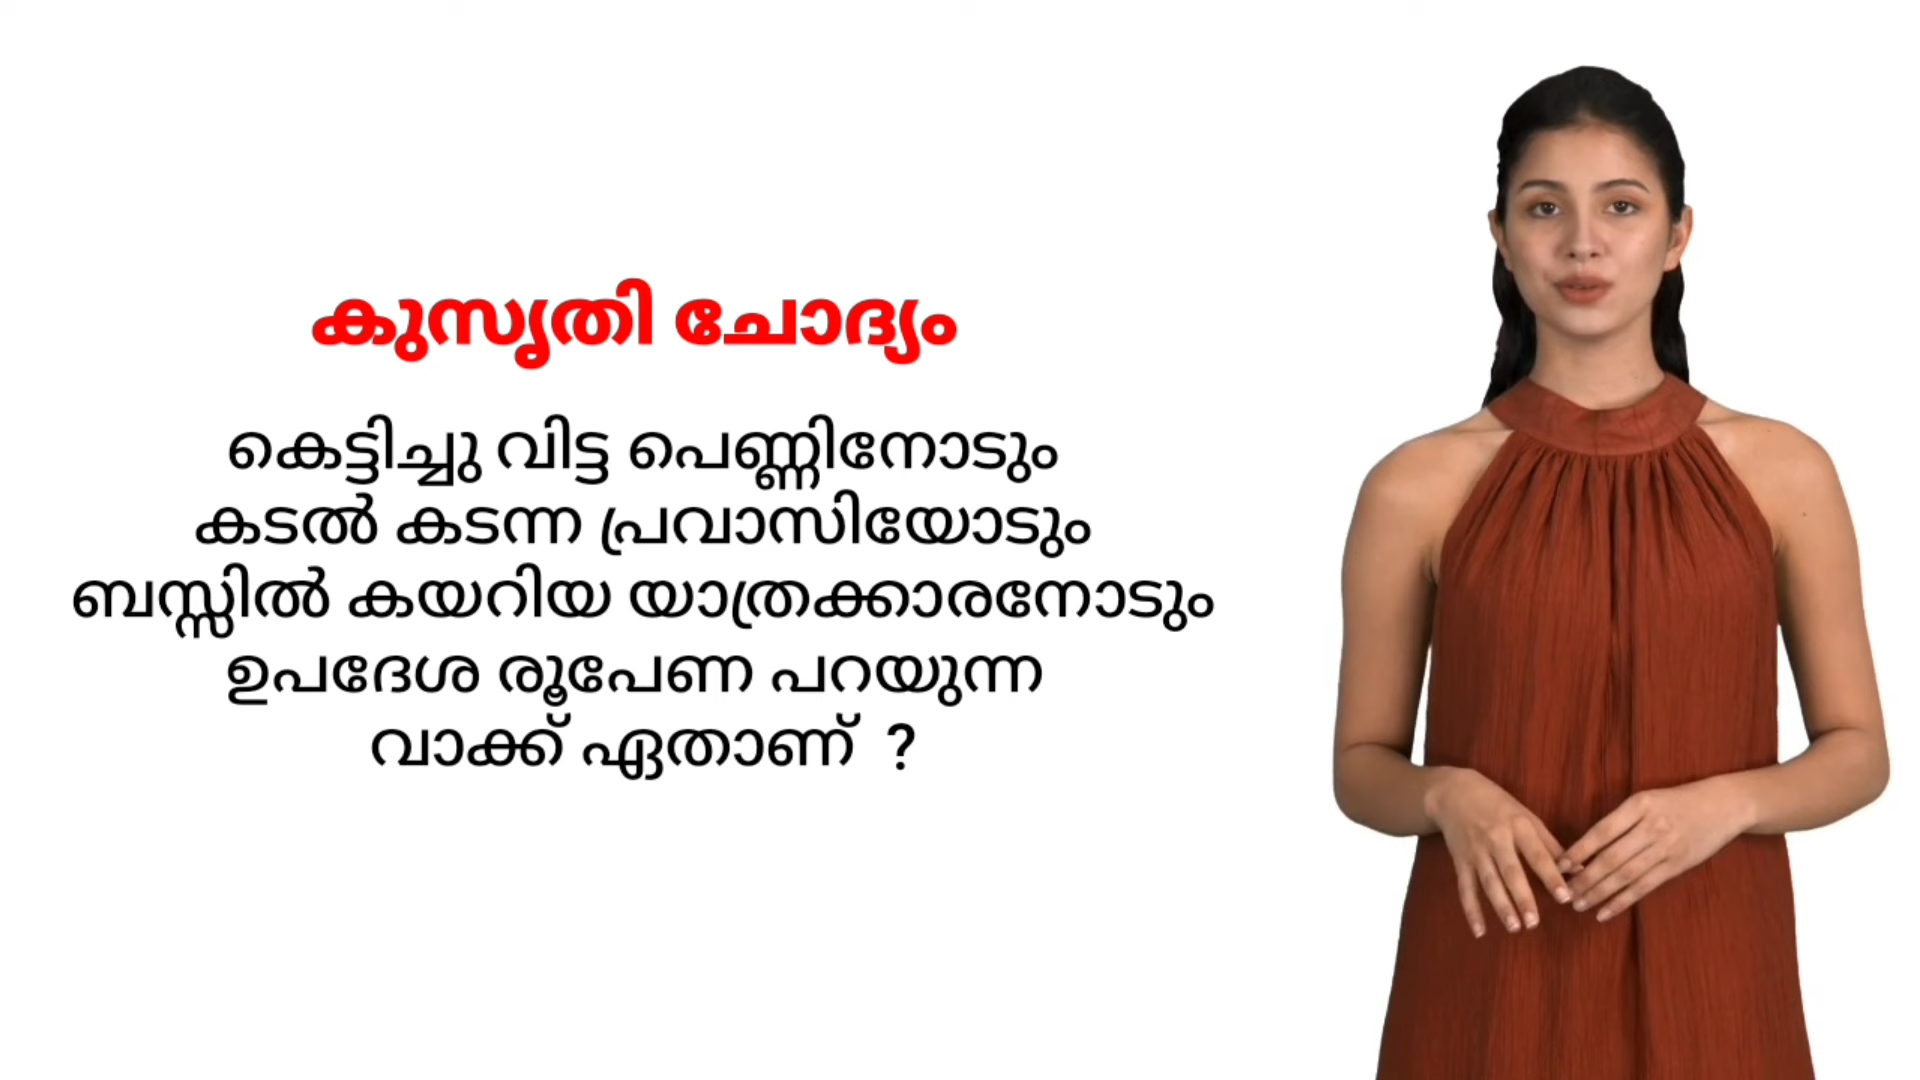 കുസൃതി ചോദ്യം
കെട്ടിച്ചു വിട്ട പെണ്ണിനോടും
കടൽ കടന്ന പ്രവാസിയോടും
ബസ്സിൽ കയറിയ യാത്രക്കാരനോടും
ഉപദേശ രൂപേണ പറയുന്ന
വാക്ക് ഏതാണ് ?